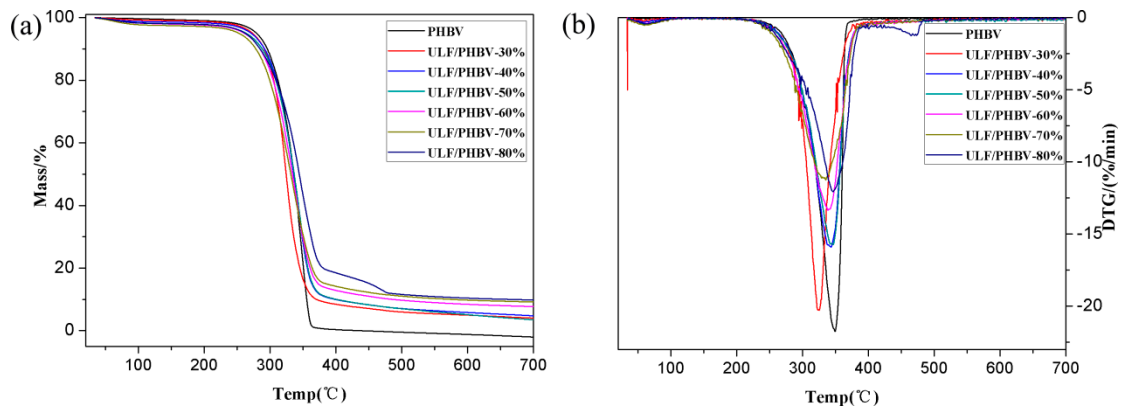 (a)
Mass/%
100
80
60
40
20
0
PHBV
ULF/PHBV-30%
ULF/PHBV-40%
ULF/PHBV-50%
ULF/PHBV-60%
ULF/PHBV-70%
ULF/PHBV-80%
100 200 300 400 500 600 700
Temp(℃)
(b)
PHBV
ULF/PHBV-30%
ULF/PHBV-40%
ULF/PHBV-50%
ULF/PHBV-60%
ULF/PHBV-70%
ULF/PHBV-80%
0
-5
-10
-15
-20
DTG/(%/min)
100 200 300 400 500 600 700
Temp(℃)